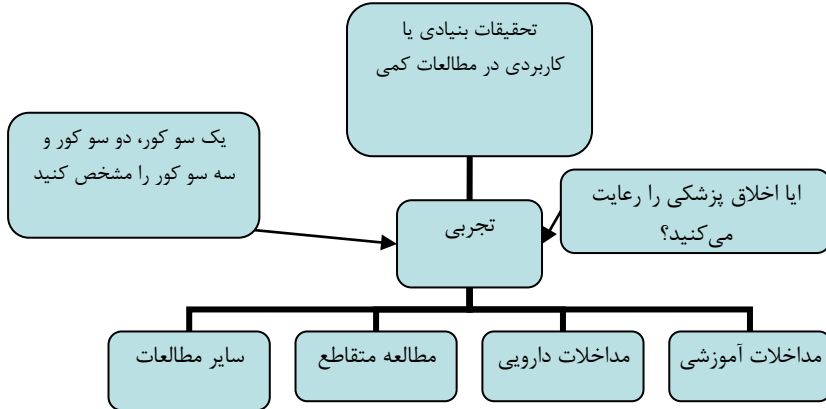 تحقیقات بنیادی یا
کاربردی در مطالعات کمی
یک سو کور، دو سو کور و
سه سو کور را مشخص کنید
ایا اخلاق پزشکی را رعایت
می‌کنید؟
تجربی
مداخلات آموزشی
مداخلات دارویی
مطالعه متقاطع
سایر مطالعات